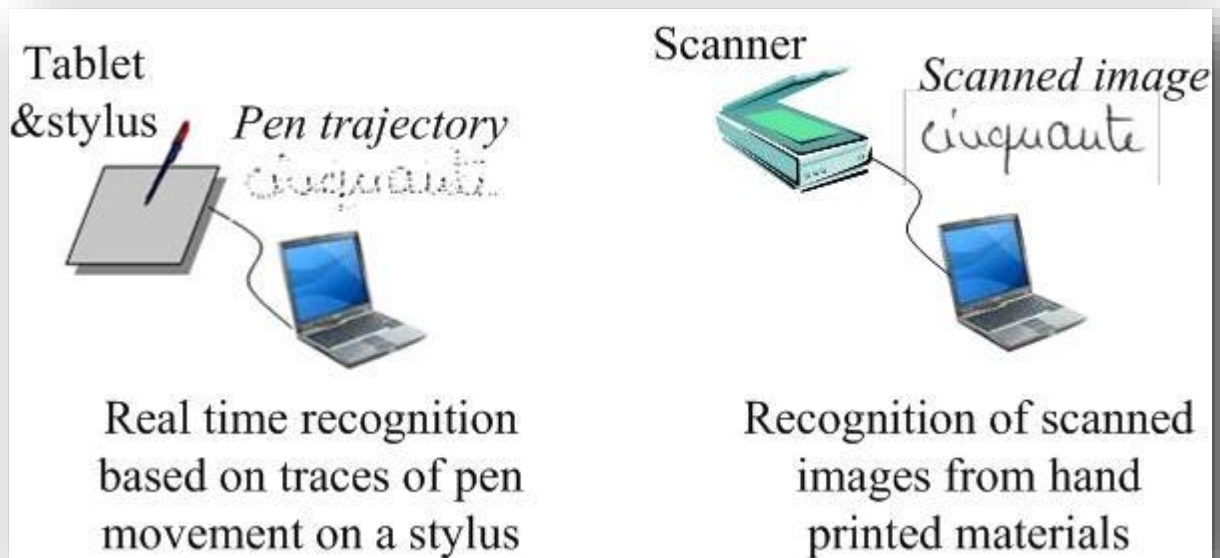 Tablet
&stylus
Pen trajectory
cinquante
Real time recognition
based on traces of pen
movement on a stylus
Scanner
Scanned image
cinquante
Recognition of scanned
images from hand
printed materials